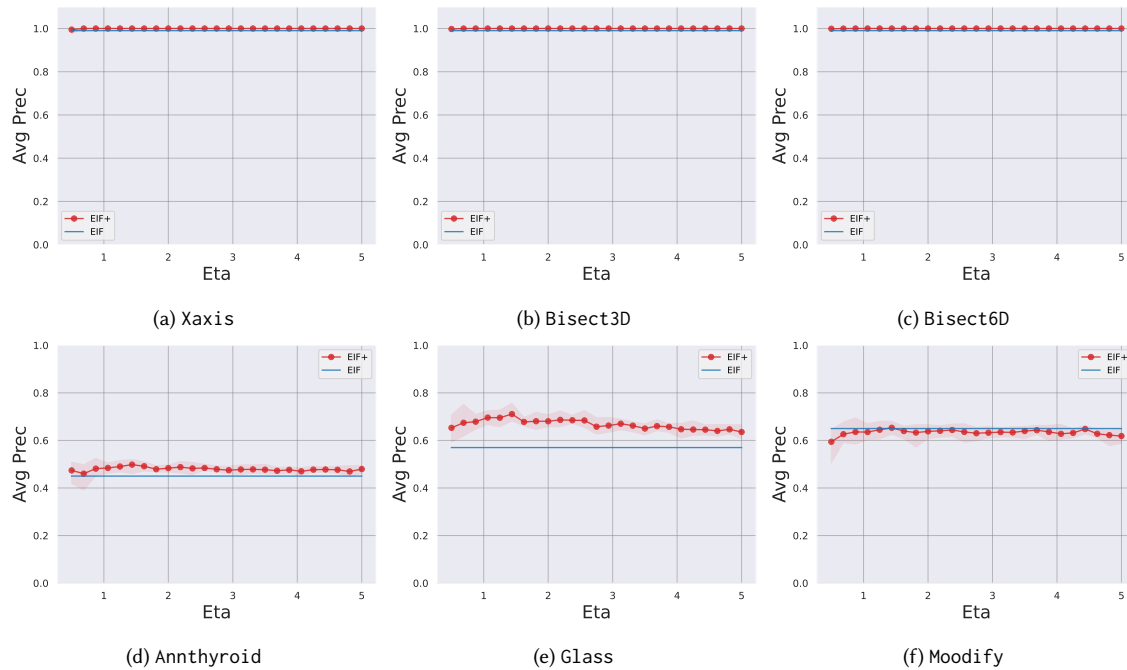 1.0
0.8
0.6
0.4
0.2
0.0
Avg Prec
EIF+
EIF
1 2 3 4 5
Eta
(a) Xaxis
1.0
0.8
0.6
0.4
0.2
0.0
Avg Prec
EIF+
EIF
1 2 3 4 5
Eta
(b) Bisect3D
1.0
0.8
0.6
0.4
0.2
0.0
Avg Prec
EIF+
EIF
1 2 3 4 5
Eta
(c) Bisect6D
1.0
0.8
0.6
0.4
0.2
0.0
Avg Prec
EIF+
EIF
1 2 3 4 5
Eta
(d) Annthyroid
1.0
0.8
0.6
0.4
0.2
0.0
Avg Prec
EIF+
EIF
1 2 3 4 5
Eta
(e) Glass
1.0
0.8
0.6
0.4
0.2
0.0
Avg Prec
EIF+
EIF
1 2 3 4 5
Eta
(f) Moodify